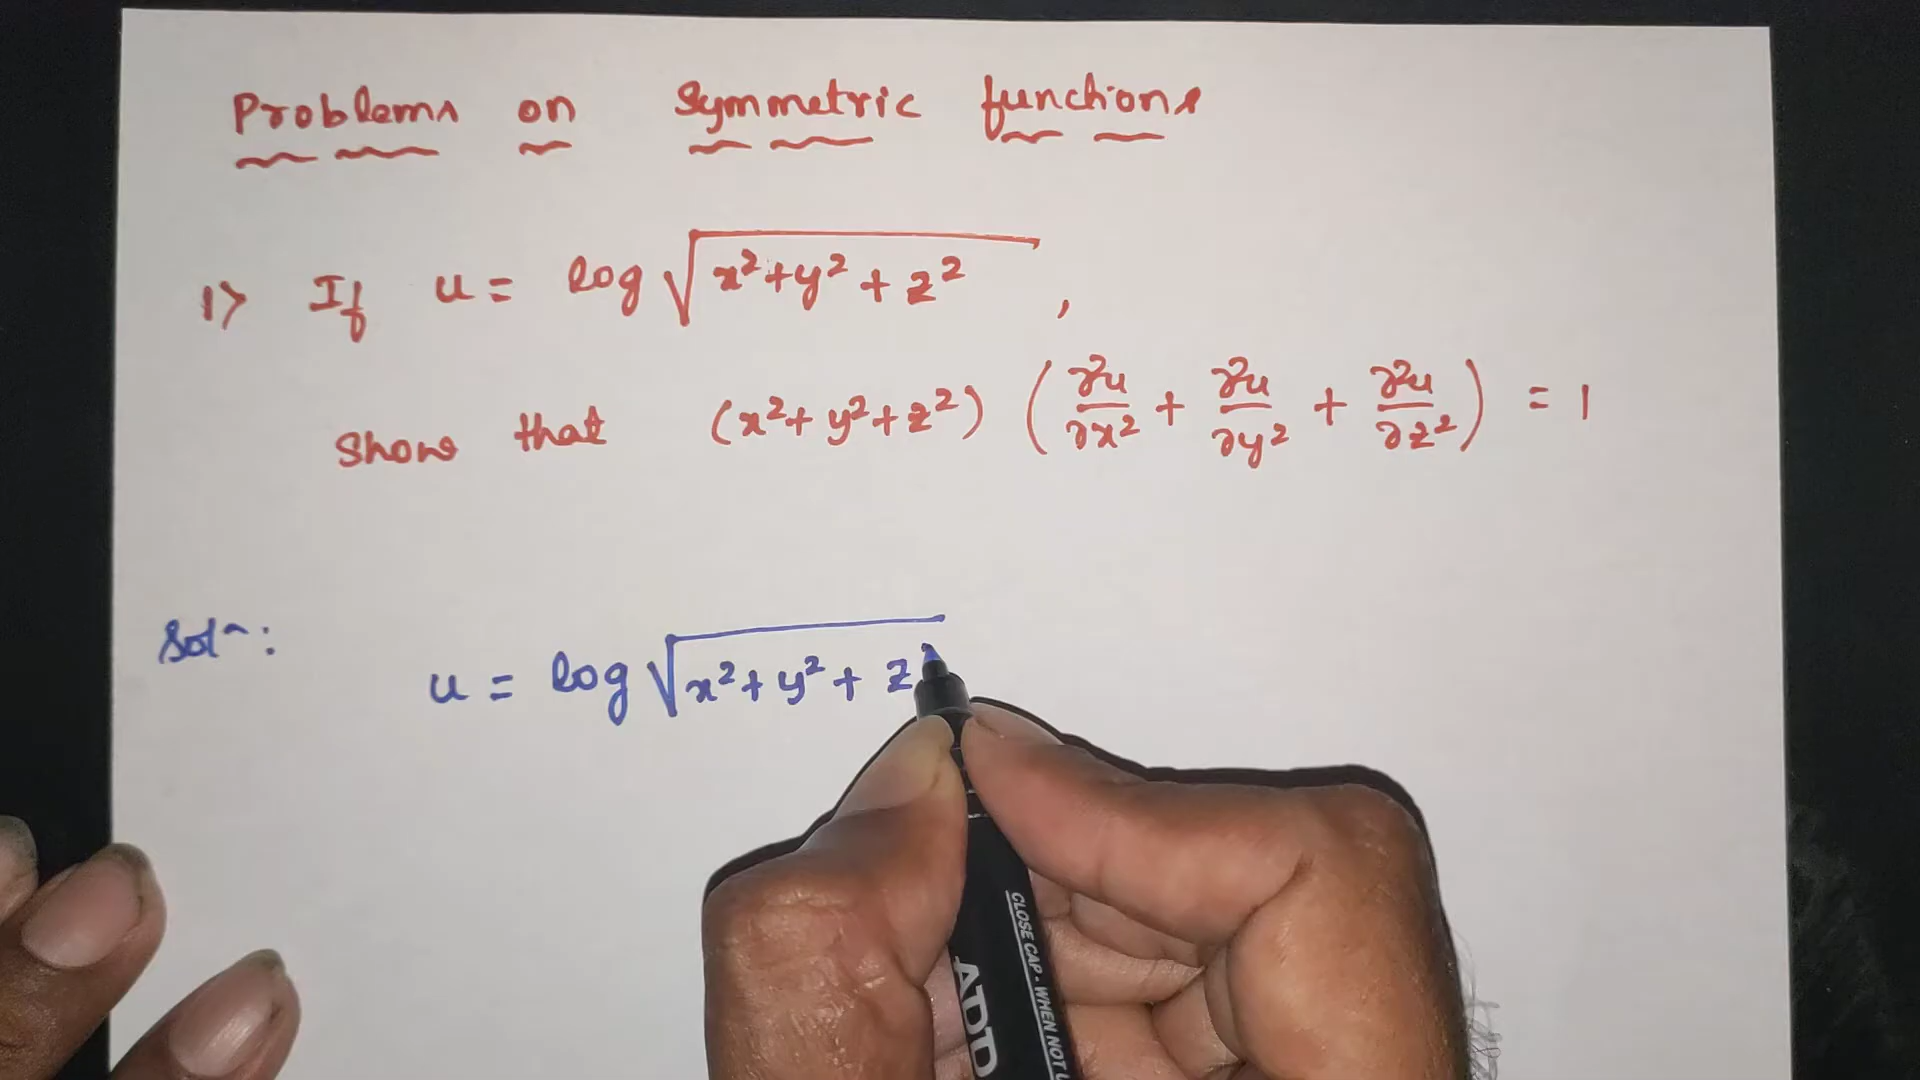 Problems on Symmetric functions
1> If u = log √(x²+y²+z²) ,
Show that (x²+y²+z²) (∂²u/∂x² + ∂²u/∂y² + ∂²u/∂z²) = 1
Solⁿ:
u = log √(x²+y²+z
CLOSE CAP - WHEN NOT
ADD